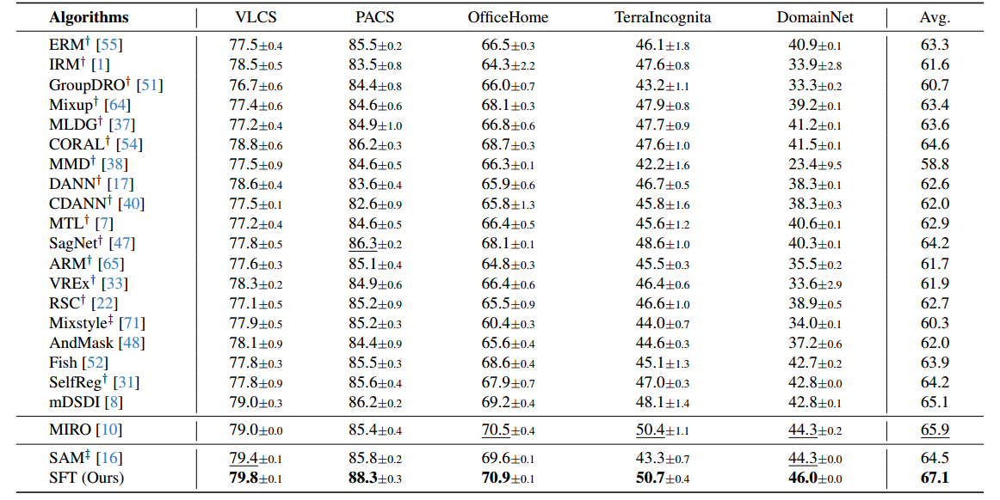 Algorithms VLCS PACS OfficeHome TerraIncognita DomainNet Avg.
ERM† [55] 77.5±0.4 85.5±0.2 66.5±0.3 46.1±1.8 40.9±0.1 63.3
IRM† [1] 78.5±0.5 83.5±0.8 64.3±2.2 47.6±0.8 33.9±2.8 61.6
GroupDRO† [51] 76.7±0.6 84.4±0.8 66.0±0.7 43.2±1.1 33.3±0.2 60.7
Mixup† [64] 77.4±0.6 84.6±0.6 68.1±0.3 47.9±0.8 39.2±0.1 63.4
MLDG† [37] 77.2±0.4 84.9±1.0 66.8±0.6 47.7±0.9 41.2±0.1 63.6
CORAL† [54] 78.8±0.6 86.2±0.3 68.7±0.3 47.6±1.0 41.5±0.1 64.6
MMD† [38] 77.5±0.9 84.6±0.5 66.3±0.1 42.2±1.6 23.4±9.5 58.8
DANN† [17] 78.6±0.4 83.6±0.4 65.9±0.6 46.7±0.5 38.3±0.1 62.6
CDANN† [40] 77.5±0.1 82.6±0.9 65.8±1.3 45.8±1.6 38.3±0.3 62.0
MTL† [7] 77.2±0.4 84.6±0.5 66.4±0.5 45.6±1.2 40.6±0.1 62.9
SagNet† [47] 77.8±0.5 86.3±0.2 68.1±0.1 48.6±1.0 40.3±0.1 64.2
ARM† [65] 77.6±0.3 85.1±0.4 64.8±0.3 45.5±0.3 35.5±0.2 61.7
VREx† [33] 78.3±0.2 84.9±0.6 66.4±0.6 46.4±0.6 33.6±2.9 61.9
RSC† [22] 77.1±0.5 85.2±0.9 65.5±0.9 46.6±1.0 38.9±0.5 62.7
Mixstyle‡ [71] 77.9±0.5 85.2±0.3 60.4±0.3 44.0±0.7 34.0±0.1 60.3
AndMask [48] 78.1±0.9 84.4±0.9 65.6±0.4 44.6±0.3 37.2±0.6 62.0
Fish [52] 77.8±0.3 85.5±0.3 68.6±0.4 45.1±1.3 42.7±0.2 63.9
SelfReg† [31] 77.8±0.9 85.6±0.4 67.9±0.7 47.0±0.3 42.8±0.0 64.2
mDSDI [8] 79.0±0.3 86.2±0.2 69.2±0.4 48.1±1.4 42.8±0.1 65.1
MIRO [10] 79.0±0.0 85.4±0.4 70.5±0.4 50.4±1.1 44.3±0.2 65.9
SAM‡ [16] 79.4±0.1 85.8±0.2 69.6±0.1 43.3±0.7 44.3±0.0 64.5
SFT (Ours) 79.8±0.1 88.3±0.3 70.9±0.1 50.7±0.4 46.0±0.0 67.1